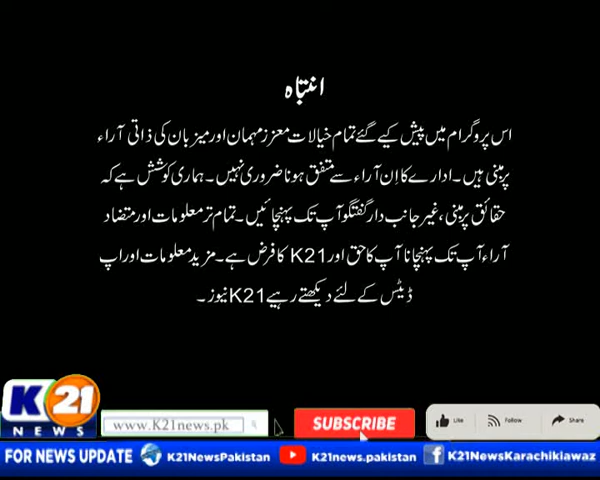 انتباہ
اس پروگرام میں پیش کیے گئے تمام خیالات معزز مہمان اور میزبان کی ذاتی آراء
پر مبنی ہیں۔ ادارے کا اِن آراء سے متفق ہونا ضروری نہیں۔ ہماری کوشش ہے کہ
حقائق پر مبنی، غیر جانب دار گفتگو آپ تک پہنچائیں۔ تمام تر معلومات اور متضاد
آراء آپ تک پہنچانا آپ کا حق اور K21 کا فرض ہے۔ مزید معلومات اور اپ
ڈیٹس کے لئے دیکھتے رہیے K21 نیوز۔
K21
NEWS
www.K21news.pk
SUBSCRIBE
Like
Follow
Share
FOR NEWS UPDATE
K21NewsPakistan
K21news.pakistan
K21NewsKarachikiawaz